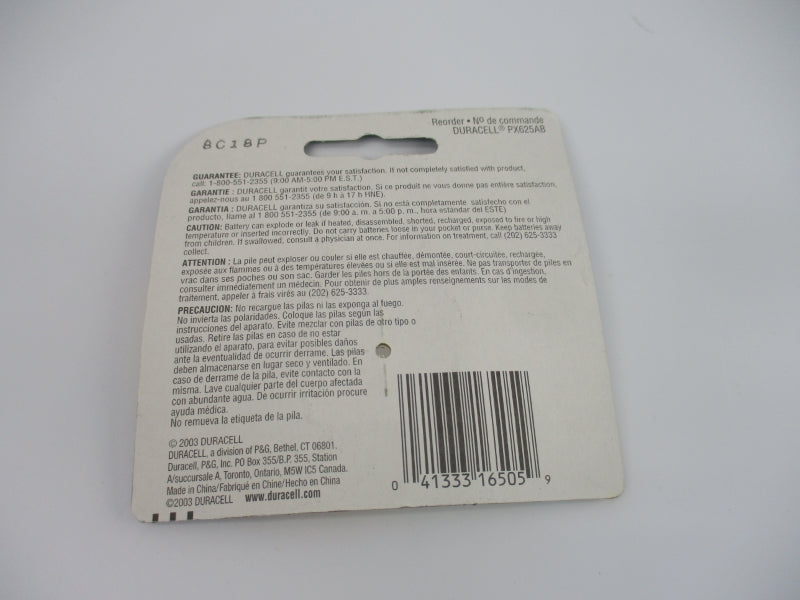 Reorder • Nº de commande
DURACELL® PX625AB
8C18P
GUARANTEE: DURACELL guarantees your satisfaction. If not completely satisfied with product,
call: 1-800-551-2355 (9:00 AM-5:00 PM E.S.T.)
GARANTIE : DURACELL garantit votre satisfaction. Si ce produit ne vous donne pas entière satisfaction,
appelez-nous au 1 800 551-2355 (de 9 h à 17 h HNE).
GARANTIA : DURACELL garantiza su satisfacción. Si no está completamente satisfecho con el
producto, llame al 1 800 551-2355 (de 9:00 a. m. a 5:00 p. m., hora estándar del ESTE)
CAUTION: Battery can explode or leak if heated, disassembled, shorted, recharged, exposed to fire or high
temperature or inserted incorrectly. Do not carry batteries loose in your pocket or purse. Keep batteries away
from children. If swallowed, consult a physician at once. For information on treatment, call (202) 625-3333
collect.
ATTENTION : La pile peut exploser ou couler si elle est chauffée, démontée, court-circuitée, rechargée,
exposée aux flammes ou à des températures élevées ou si elle est mal insérée. Ne pas transporter de piles en
vrac dans ses poches ou son sac. Garder les piles hors de la portée des enfants. En cas d'ingestion,
consulter immédiatement un médecin. Pour obtenir de plus amples renseignements sur les modes de
traitement, appeler à frais virés au (202) 625-3333.
PRECAUCION: No recargue las pilas ni las exponga al fuego.
No invierta las polaridades. Coloque las pilas según las
instrucciones del aparato. Evite mezclar con pilas de otro tipo o
usadas. Retire las pilas en caso de no estar
utilizando el aparato, para evitar posibles daños
ante la eventualidad de ocurrir derrame. Las pilas
deben almacenarse en lugar seco y ventilado. En
caso de derrame de la pila, evite contacto con la
misma. Lave cualquier parte del cuerpo afectada
con abundante agua. De ocurrir irritación procure
ayuda médica.
No remueva la etiqueta de la pila.
© 2003 DURACELL
DURACELL, a division of P&G, Bethel, CT 06801.
Duracell, P&G, Inc. PO Box 355/B.P. 355, Station
A/succursale A, Toronto, Ontario, M5W IC5 Canada.
Made in China/Fabriqué en Chine/Hecho en China
©2003 DURACELL www.duracell.com
0 41333 16505 9